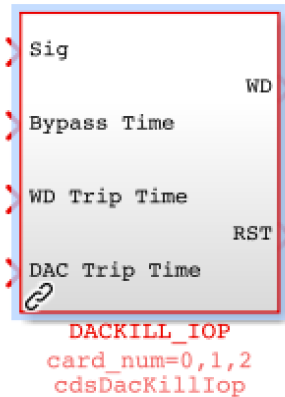 Sig
WD
Bypass Time
WD Trip Time
RST
DAC Trip Time
DACKILL_IOP
card_num=0,1,2
cdsDacKillIop